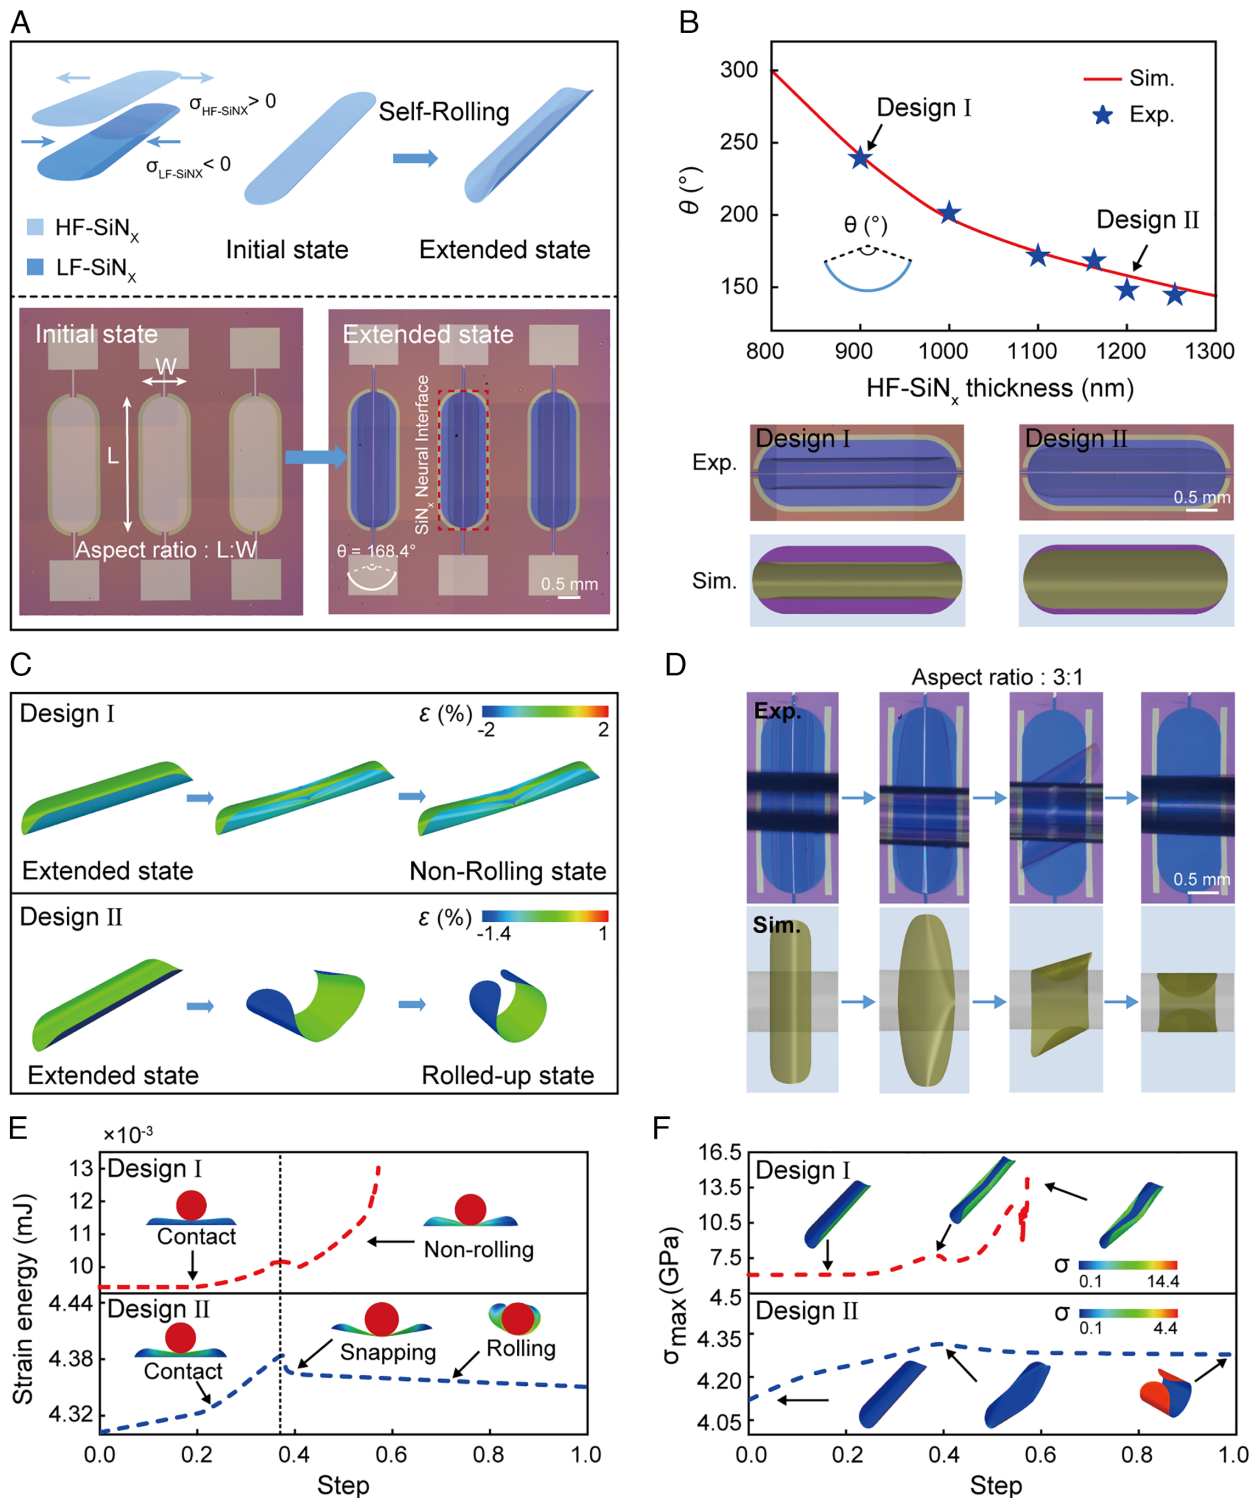 A
σHF-SiNX > 0
σLF-SiNX < 0
Self-Rolling
HF-SiNX
LF-SiNX
Initial state
Extended state
Initial state
W
L
Aspect ratio : L:W
Extended state
SiNx Neural Interface
θ = 168.4°
0.5 mm
B
θ (°)
300
250
200
150
Design I
Sim.
Exp.
Design II
θ (°)
800
900
1000
1100
1200
1300
HF-SiNx thickness (nm)
Exp.
Design I
Design II
0.5 mm
Sim.
C
Design I
ε (%)
-2
2
Extended state
Non-Rolling state
Design II
ε (%)
-1.4
1
Extended state
Rolled-up state
D
Aspect ratio : 3:1
Exp.
0.5 mm
Sim.
E
×10-3
Strain energy (mJ)
13
12
11
10
Design I
Contact
Non-rolling
4.44
4.38
4.32
Design II
Contact
Snapping
Rolling
0.0
0.2
0.4
0.6
0.8
1.0
Step
F
σmax (GPa)
16.5
13.5
10.5
7.5
4.5
Design I
σ
0.1
14.4
4.35
4.20
4.05
Design II
σ
0.1
4.4
0.0
0.2
0.4
0.6
0.8
1.0
Step